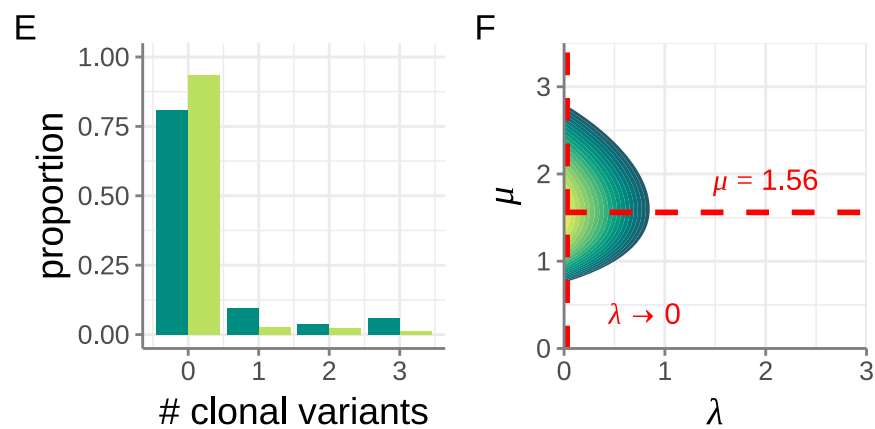 E
1.00
0.75
0.50
0.25
0.00
proportion
0 1 2 3
# clonal variants
F
3
2
1
0
μ
μ = 1.56
λ → 0
0 1 2 3
λ